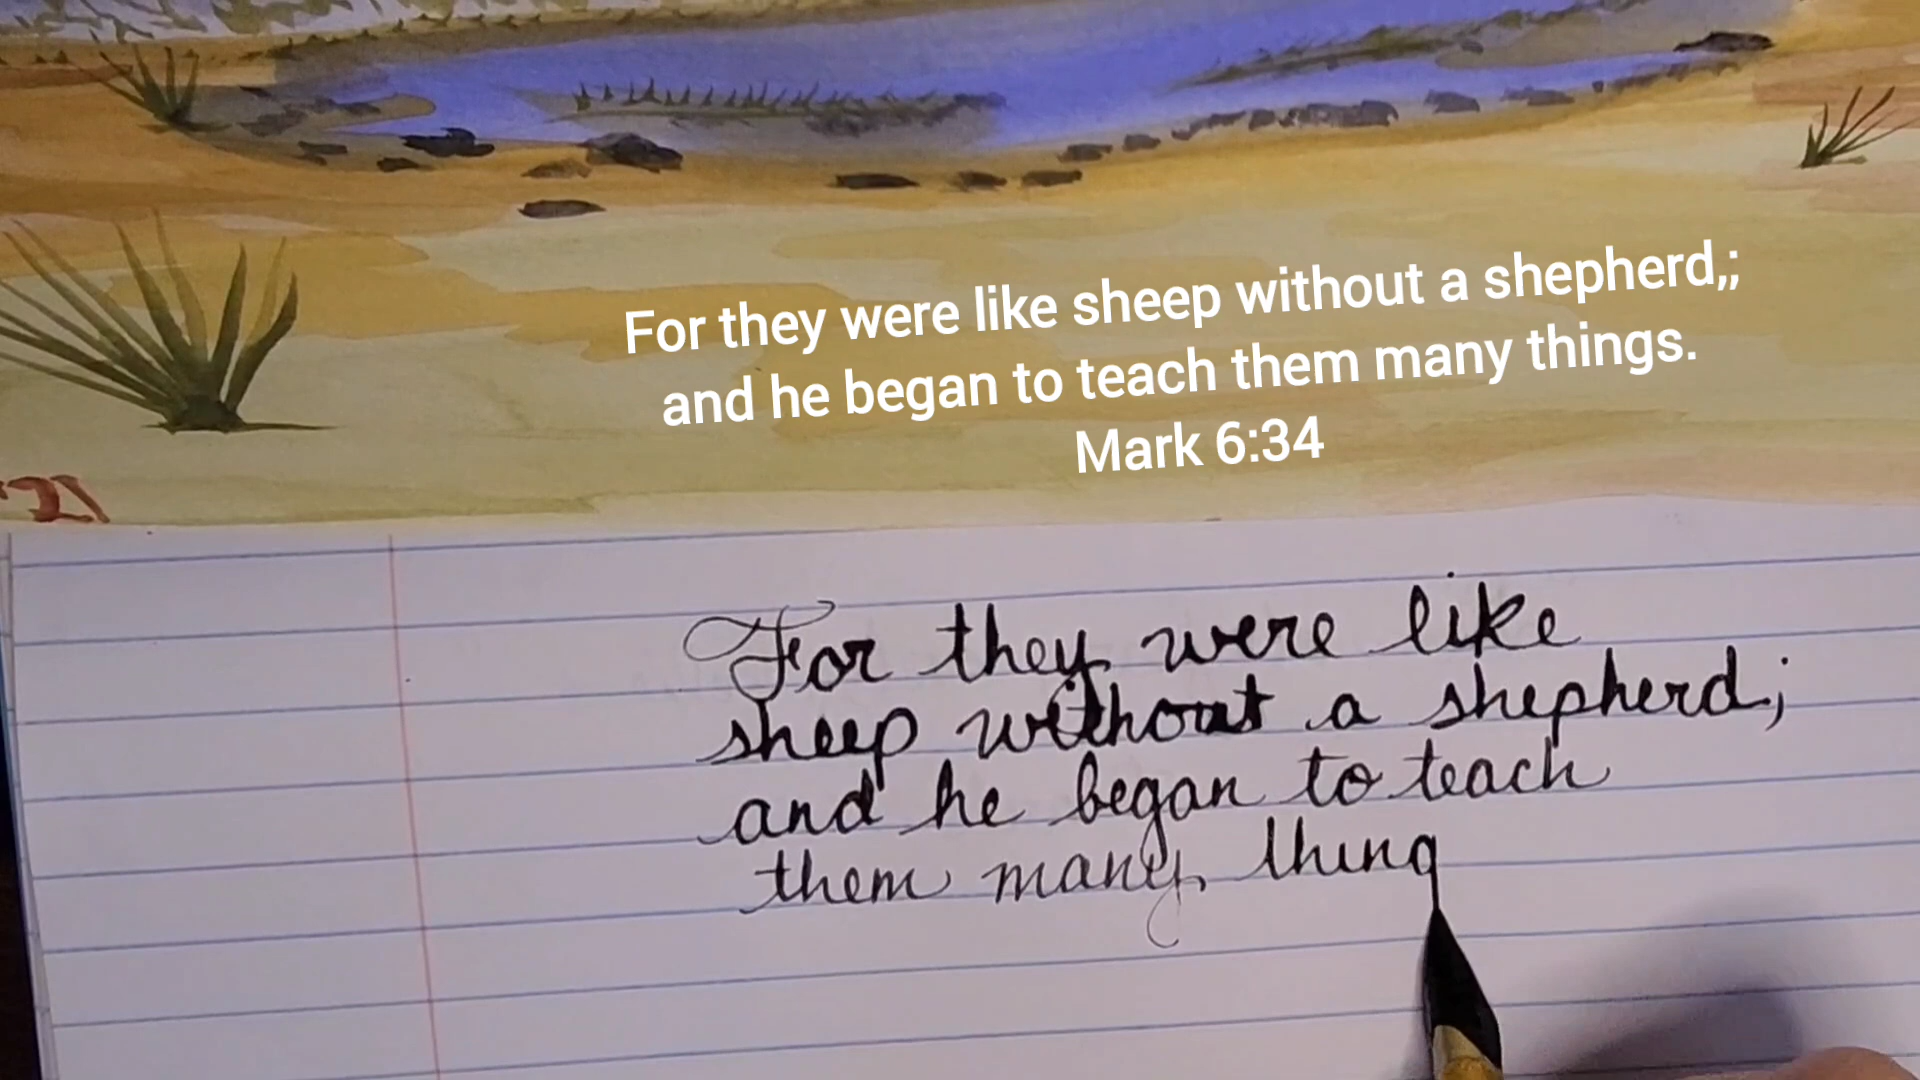 For they were like sheep without a shepherd,;
and he began to teach them many things.
Mark 6:34
For they were like
sheep without a shepherd;
and he began to teach
them many thing